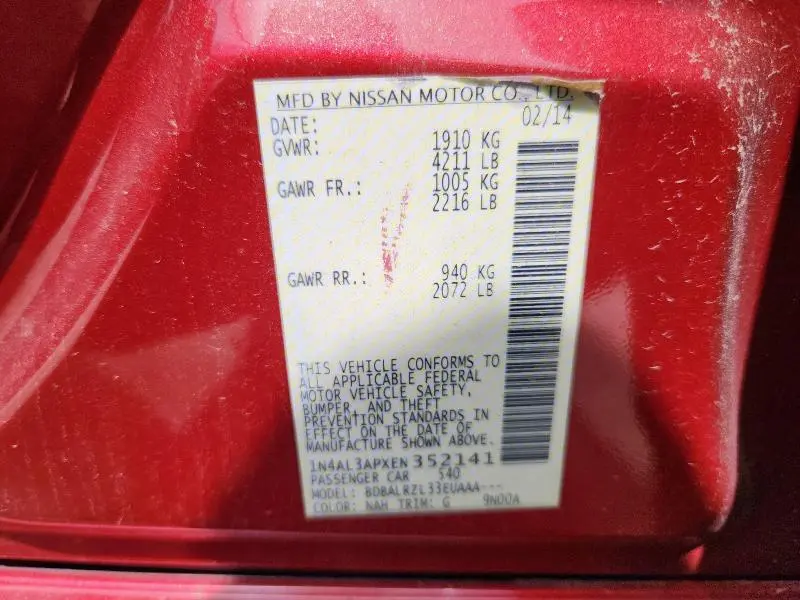 MFD BY NISSAN MOTOR CO., LTD.
DATE: 02/14
GVWR: 1910 KG
4211 LB
GAWR FR.: 1005 KG
2216 LB
GAWR RR.: 940 KG
2072 LB
THIS VEHICLE CONFORMS TO
ALL APPLICABLE FEDERAL
MOTOR VEHICLE SAFETY,
BUMPER, AND THEFT
PREVENTION STANDARDS IN
EFFECT ON THE DATE OF
MANUFACTURE SHOWN ABOVE.
1N4AL3APXEN352141
PASSENGER CAR 540
MODEL: BDBALRZL33EUAAA---
COLOR: NAH TRIM: G 9N00A